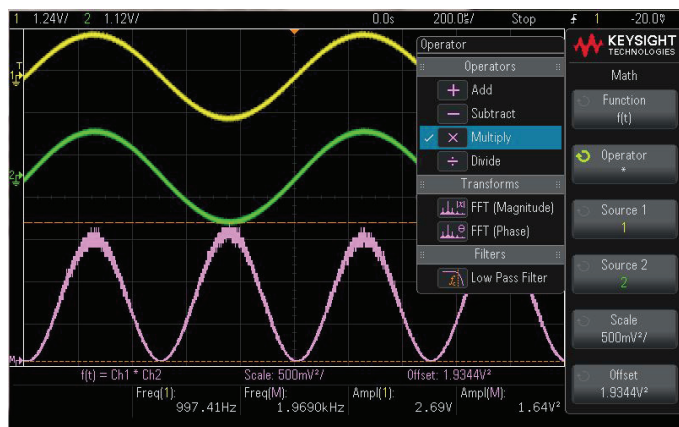 1 1.24V/ 2 1.12V/ 0.0s 200.0㎲/ Stop 1 -20.0V
KEYSIGHT
TECHNOLOGIES
Operator
Operators
Add
Subtract
Multiply
Divide
Transforms
FFT (Magnitude)
FFT (Phase)
Filters
Low Pass Filter
T
1
2
M
Math
Function
f(t)
Operator
*
Source 1
1
Source 2
2
Scale
500mV²/
Offset
1.9344V²
f(t) = Ch1 * Ch2 Scale: 500mV²/ Offset: 1.9344V²
Freq(1): Freq(M): Ampl(1): Ampl(M):
997.41Hz 1.9690kHz 2.69V 1.64V²